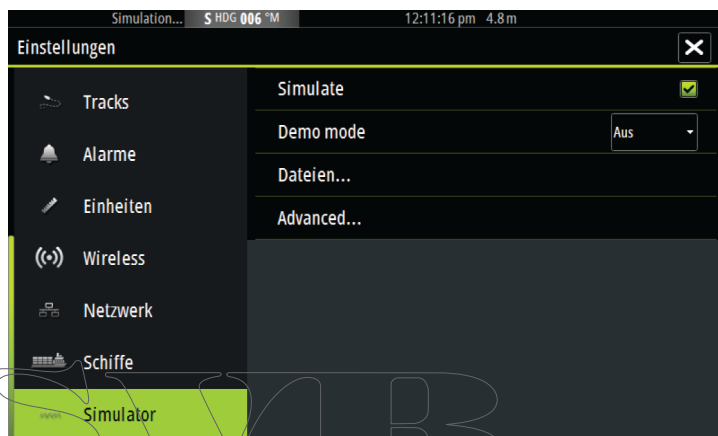 Simulation... S HDG 006 °M 12:11:16 pm 4.8 m
Einstellungen
Tracks
Alarme
Einheiten
Wireless
Netzwerk
Schiffe
Simulator
Simulate
Demo mode Aus
Dateien...
Advanced...
SVB